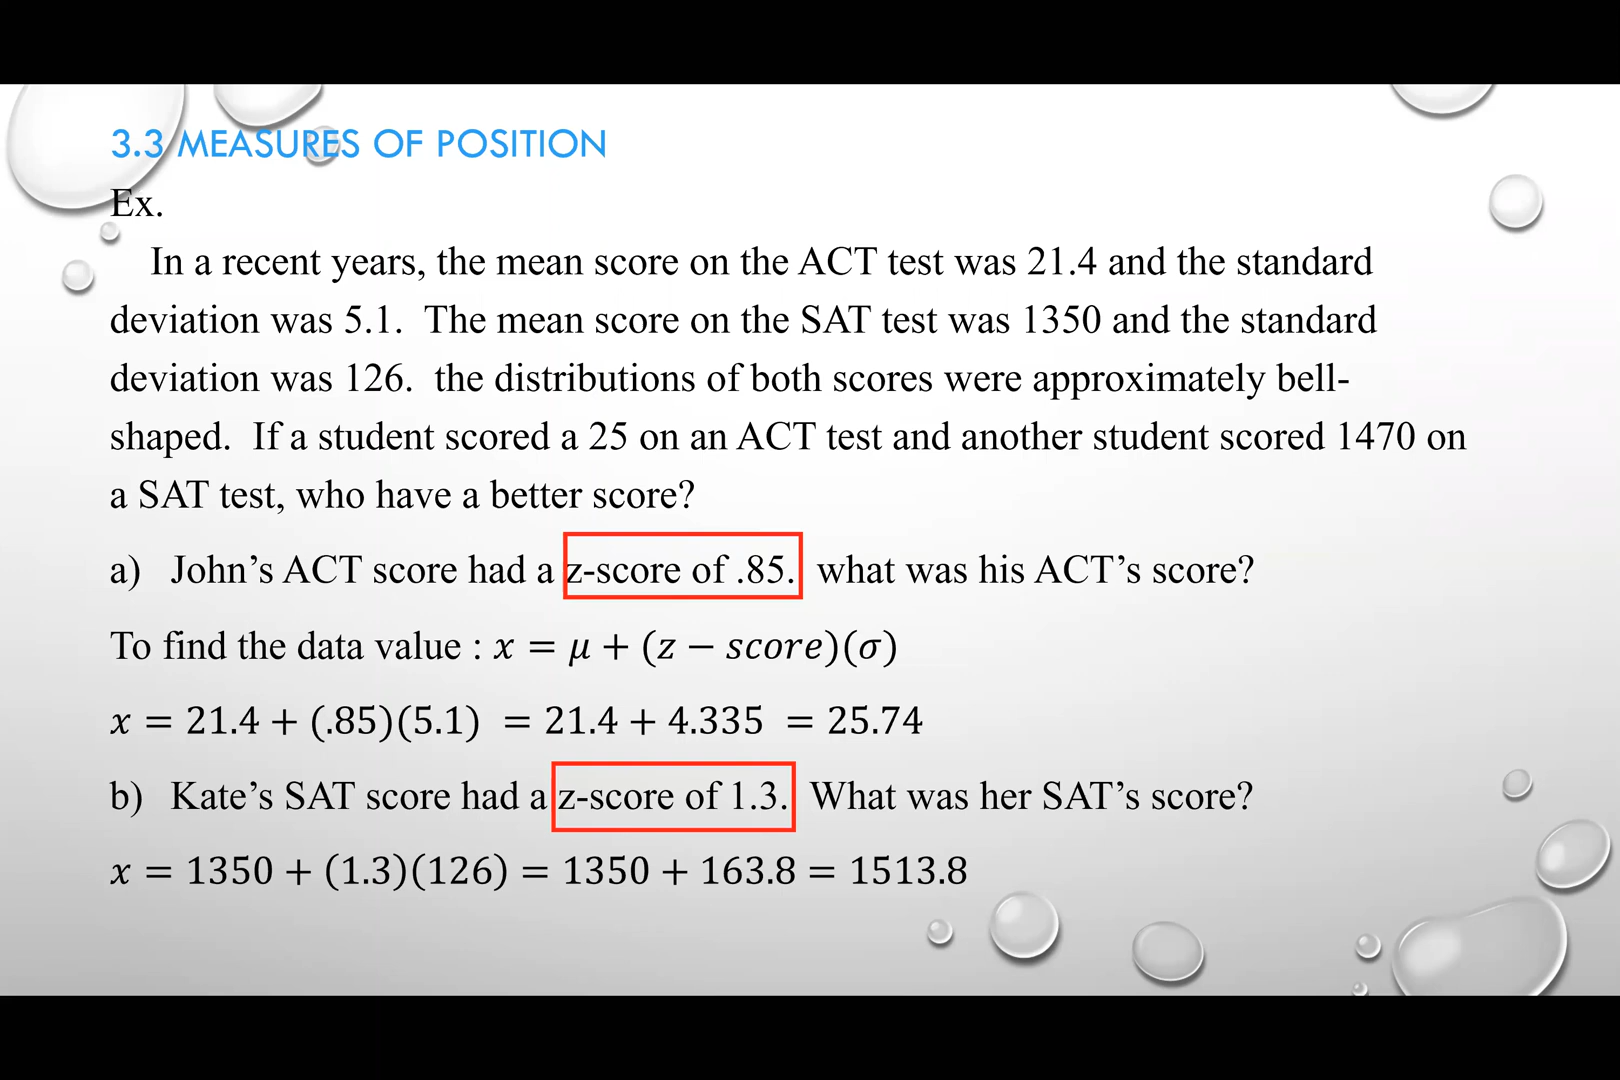 3.3 MEASURES OF POSITION
Ex.
In a recent years, the mean score on the ACT test was 21.4 and the standard
deviation was 5.1. The mean score on the SAT test was 1350 and the standard
deviation was 126. the distributions of both scores were approximately bell-
shaped. If a student scored a 25 on an ACT test and another student scored 1470 on
a SAT test, who have a better score?
a) John’s ACT score had a z-score of .85. what was his ACT’s score?
To find the data value : x = μ + (z − score)(σ)
x = 21.4 + (.85)(5.1) = 21.4 + 4.335 = 25.74
b) Kate’s SAT score had a z-score of 1.3. What was her SAT’s score?
x = 1350 + (1.3)(126) = 1350 + 163.8 = 1513.8